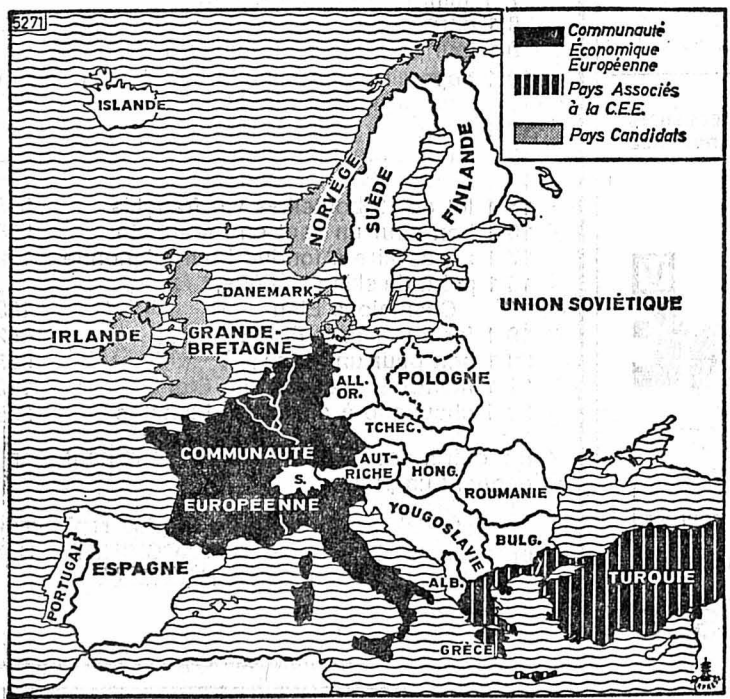 5271
Communauté
Économique
Européenne
Pays Associés
à la C.E.E.
Pays Candidats
ISLANDE
NORVÈGE
SUÈDE
FINLANDE
DANEMARK
UNION SOVIÉTIQUE
IRLANDE
GRANDE-
BRETAGNE
ALL.
OR.
POLOGNE
TCHEC.
COMMUNAUTÉ
EUROPÉENNE
S.
AUT-
RICHE
HONG.
ROUMANIE
YOUGOSLAVIE
BULG.
PORTUGAL
ESPAGNE
ALB.
TURQUIE
GRÈCE